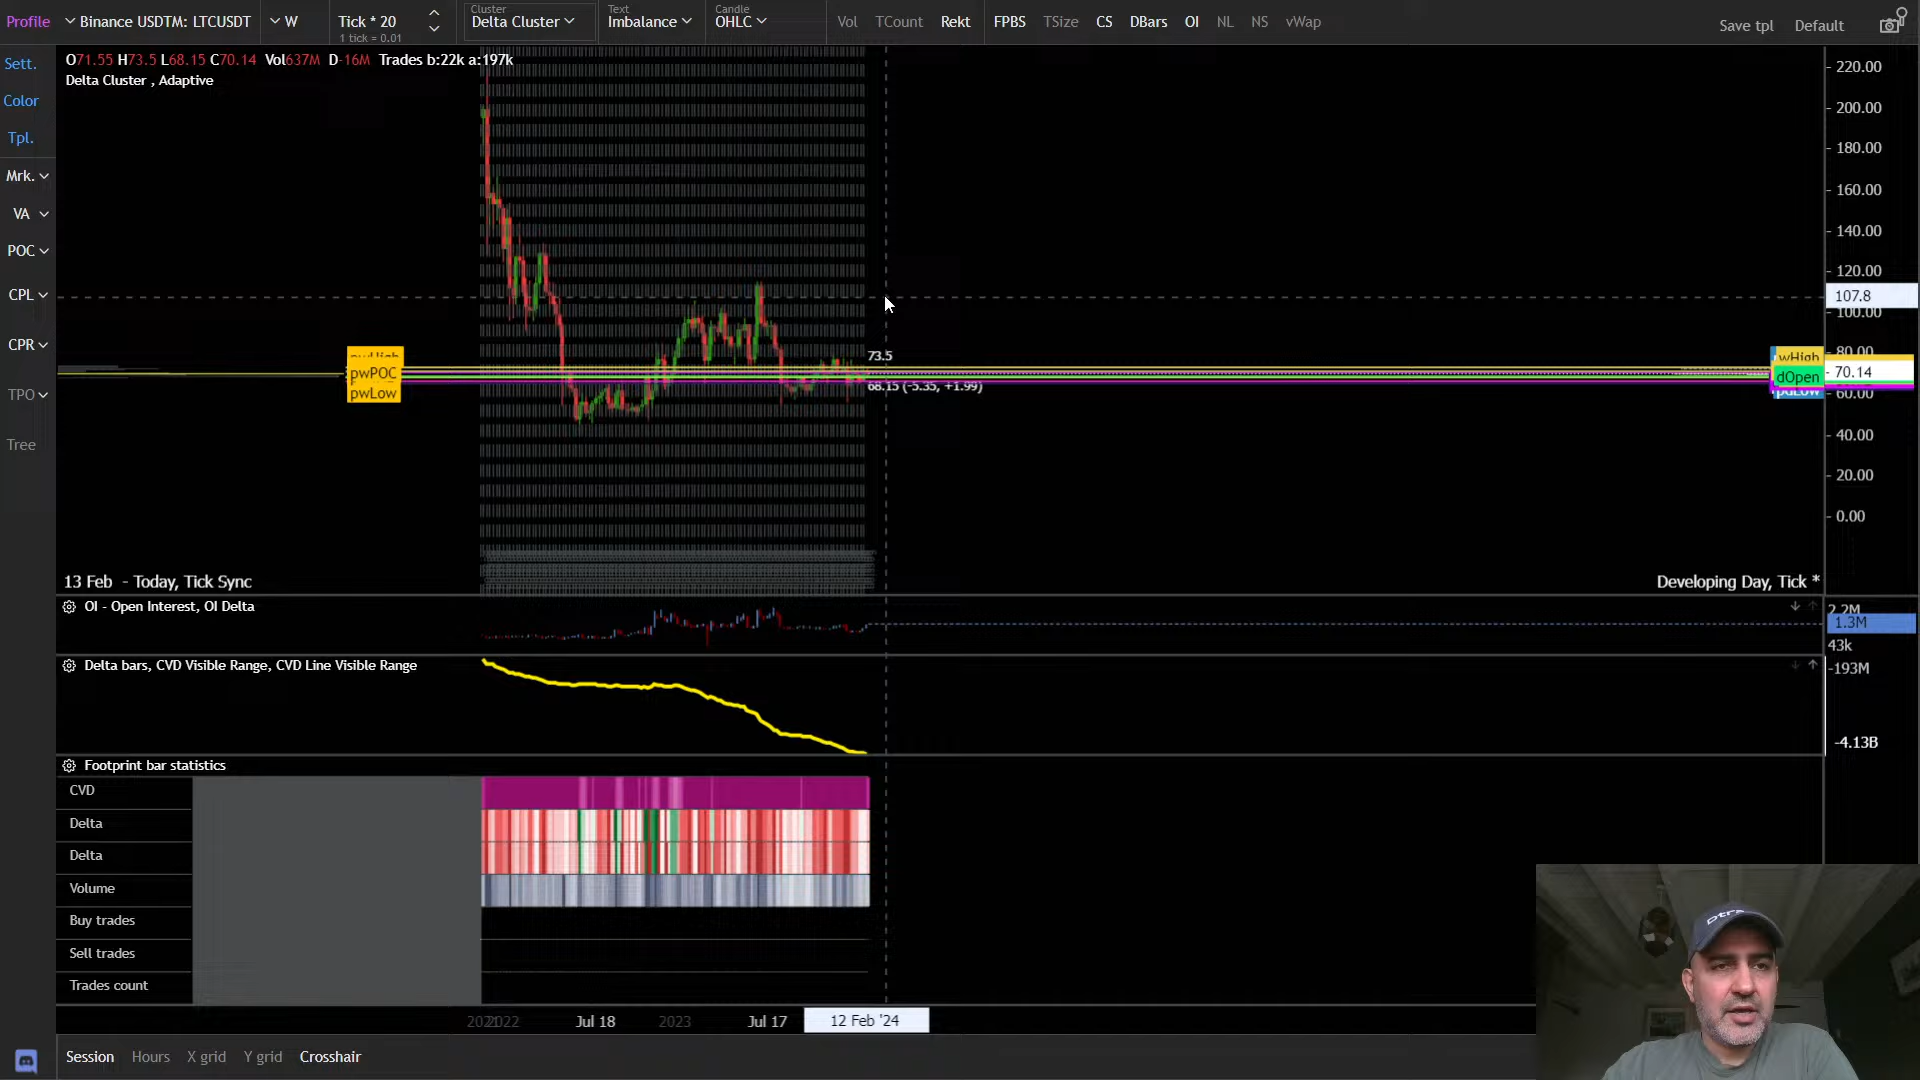 Profile
Binance USDTM: LTCUSDT
W
Tick * 20
1 tick = 0.01
Cluster
Delta Cluster
Text
Imbalance
Candle
OHLC
Vol
TCount
Rekt
FPBS
TSize
CS
DBars
OI
NL
NS
vWap
Save tpl
Default
Sett.
Color
Tpl.
Mrk.
VA
POC
CPL
CPR
TPO
Tree
O71.55 H73.5 L68.15 C70.14 Vol637M D-16M Trades b:22k a:197k
Delta Cluster , Adaptive
220.00
200.00
180.00
160.00
140.00
120.00
107.8
100.00
80.00
70.14
60.00
40.00
20.00
0.00
pwHigh
pwPOC
pwLow
73.5
68.15 (-5.35, +1.99)
wHigh
dOpen
pdLow
13 Feb - Today, Tick Sync
Developing Day, Tick *
OI - Open Interest, OI Delta
2.2M
1.3M
43k
Delta bars, CVD Visible Range, CVD Line Visible Range
-193M
-4.13B
Footprint bar statistics
CVD
Delta
Delta
Volume
Buy trades
Sell trades
Trades count
2022
Jul 18
2023
Jul 17
12 Feb '24
Session
Hours
X grid
Y grid
Crosshair